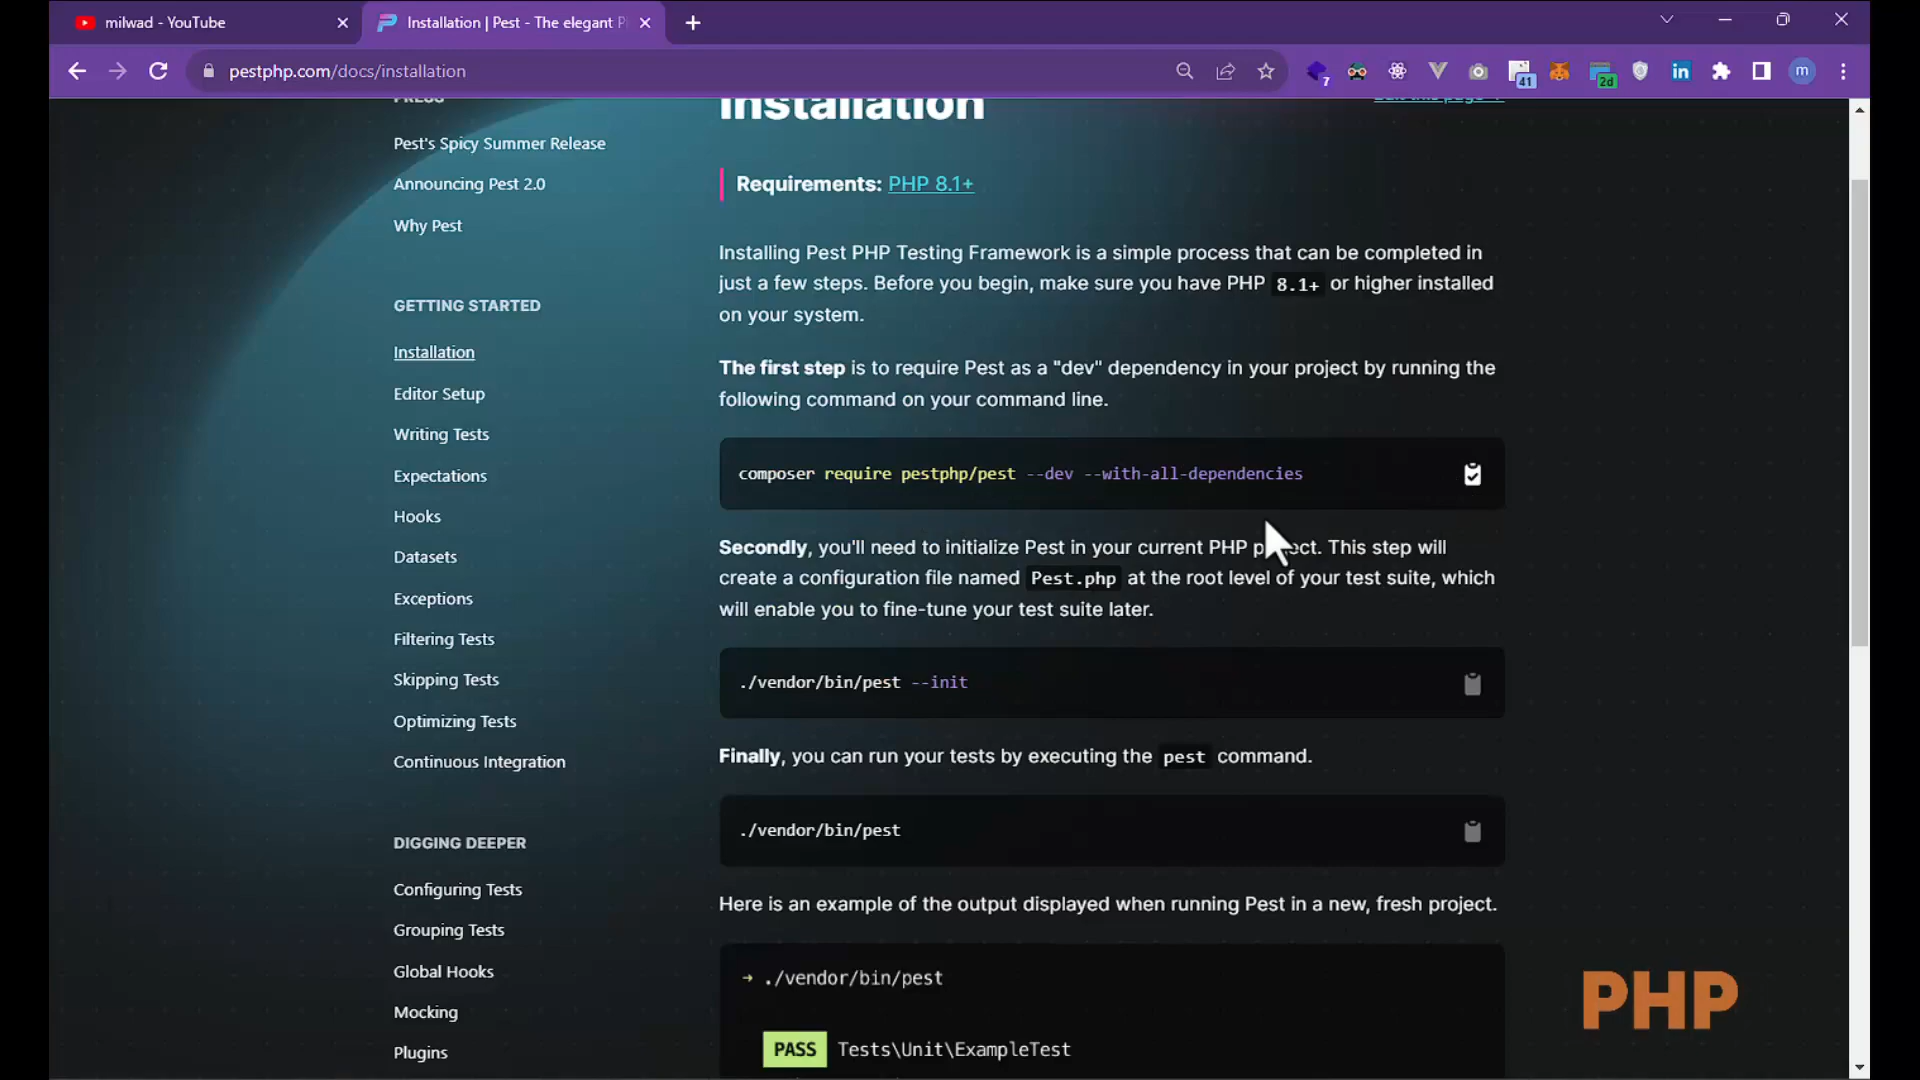 milwad - YouTube
Installation | Pest - The elegant P
pestphp.com/docs/installation
7
41
2d
in
m
PRESS
Pest's Spicy Summer Release
Announcing Pest 2.0
Why Pest
GETTING STARTED
Installation
Editor Setup
Writing Tests
Expectations
Hooks
Datasets
Exceptions
Filtering Tests
Skipping Tests
Optimizing Tests
Continuous Integration
DIGGING DEEPER
Configuring Tests
Grouping Tests
Global Hooks
Mocking
Plugins
Installation
Edit this page →
Requirements: PHP 8.1+
Installing Pest PHP Testing Framework is a simple process that can be completed in
just a few steps. Before you begin, make sure you have PHP 8.1+ or higher installed
on your system.
The first step is to require Pest as a "dev" dependency in your project by running the
following command on your command line.
composer require pestphp/pest --dev --with-all-dependencies
Secondly, you'll need to initialize Pest in your current PHP project. This step will
create a configuration file named Pest.php at the root level of your test suite, which
will enable you to fine-tune your test suite later.
./vendor/bin/pest --init
Finally, you can run your tests by executing the pest command.
./vendor/bin/pest
Here is an example of the output displayed when running Pest in a new, fresh project.
→ ./vendor/bin/pest
PASS Tests\Unit\ExampleTest
PHP